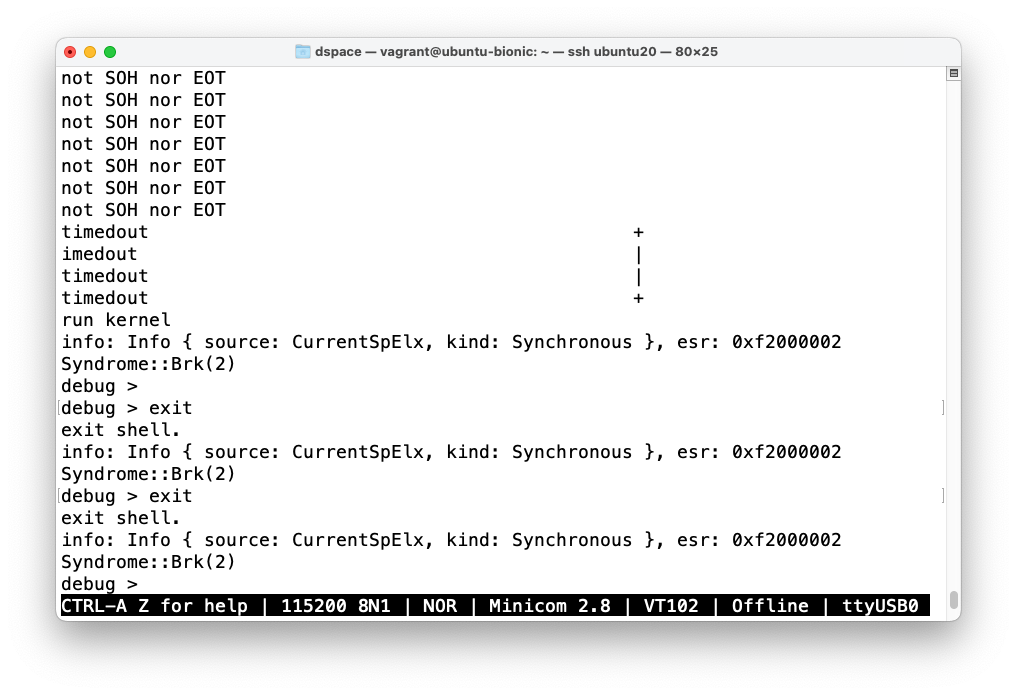 dspace — vagrant@ubuntu-bionic: ~ — ssh ubuntu20 — 80×25
not SOH nor EOT
not SOH nor EOT
not SOH nor EOT
not SOH nor EOT
not SOH nor EOT
not SOH nor EOT
not SOH nor EOT
timedout +
imedout |
timedout |
timedout +
run kernel
info: Info { source: CurrentSpElx, kind: Synchronous }, esr: 0xf2000002
Syndrome::Brk(2)
debug >
[debug > exit ]
exit shell.
info: Info { source: CurrentSpElx, kind: Synchronous }, esr: 0xf2000002
Syndrome::Brk(2)
[debug > exit ]
exit shell.
info: Info { source: CurrentSpElx, kind: Synchronous }, esr: 0xf2000002
Syndrome::Brk(2)
debug >
CTRL-A Z for help | 115200 8N1 | NOR | Minicom 2.8 | VT102 | Offline | ttyUSB0